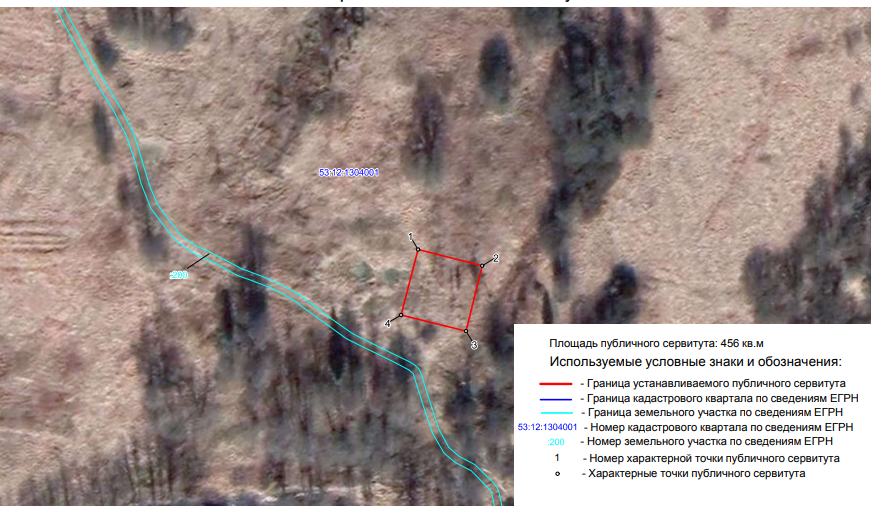 53:12:1304001
1
2
:200
4
3
Площадь публичного сервитута: 456 кв.м
Используемые условные знаки и обозначения:
- Граница устанавливаемого публичного сервитута
- Граница кадастрового квартала по сведениям ЕГРН
- Граница земельного участка по сведениям ЕГРН
53:12:1304001 - Номер кадастрового квартала по сведениям ЕГРН
:200 - Номер земельного участка по сведениям ЕГРН
1 - Номер характерной точки публичного сервитута
- Характерные точки публичного сервитута